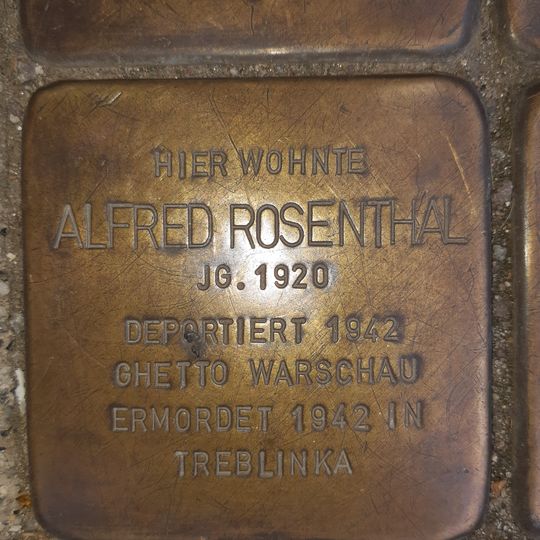 HIER WOHNTE
ALFRED ROSENTHAL
JG. 1920
DEPORTIERT 1942
GHETTO WARSCHAU
ERMORDET 1942 IN
TREBLINKA